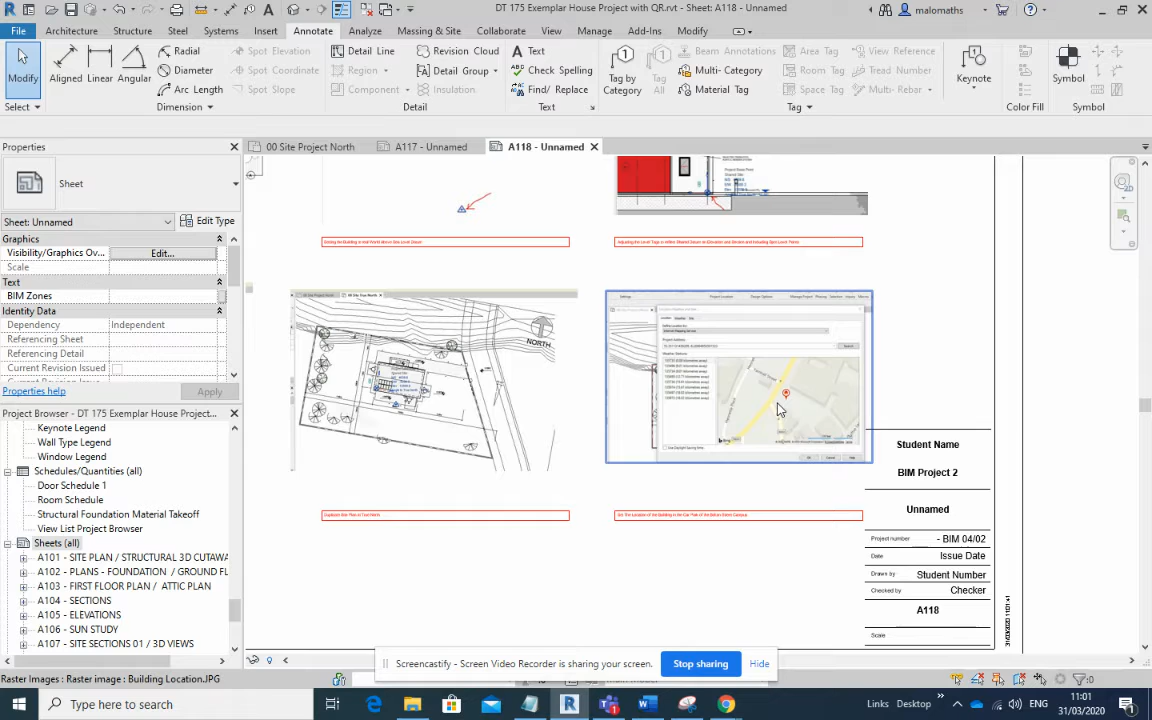 DT 175 Exemplar House Project with QR.rvt - Sheet: A118 - Unnamed
malomaths
File Architecture Structure Steel Systems Insert Annotate Analyze Massing & Site Collaborate View Manage Add-Ins Modify
Modify
Aligned Linear Angular
Radial
Diameter
Arc Length
Spot Elevation
Spot Coordinate
Spot Slope
Detail Line
Region
Component
Revision Cloud
Detail Group
Insulation
Text
Check Spelling
Find/ Replace
Tag by Category
Tag All
Beam Annotations
Multi- Category
Material Tag
Area Tag
Room Tag
Space Tag
View Reference
Tread Number
Multi- Rebar
Keynote
Symbol
Select Dimension Detail Text Tag Color Fill Symbol
Properties
00 Site Project North
A117 - Unnamed
A118 - Unnamed
Sheet
Sheet: Unnamed
Edit Type
Graphics
Visibility/Graphics Ov...
Edit...
Scale
Text
BIM Zones
Identity Data
Dependency Independent
Referencing Sheet
Referencing Detail
Current Revision Issued
Properties help
Apply
Project Browser - DT 175 Exemplar House Project...
Keynote Legend
Wall Type Legend
Window Legend
Schedules/Quantities (all)
Door Schedule 1
Room Schedule
Structural Foundation Material Takeoff
View List Project Browser
Sheets (all)
A101 - SITE PLAN / STRUCTURAL 3D CUTAWA
A102 - PLANS - FOUNDATION / GROUND FL
A103 - FIRST FLOOR PLAN / ATTIC PLAN
A104 - SECTIONS
A105 - ELEVATIONS
A106 - SUN STUDY
A107 - SITE SECTIONS 01 / 3D VIEWS
NORTH
Student Name
BIM Project 2
Unnamed
Project number - BIM 04/02
Date Issue Date
Drawn by Student Number
Checked by Checker
A118
Scale
31/03/2020 11:01:41
Screencastify - Screen Video Recorder is sharing your screen.
Stop sharing
Hide
Raster Images : Raster image : Building Location.JPG
:0
Type here to search
Links Desktop
11:01
31/03/2020